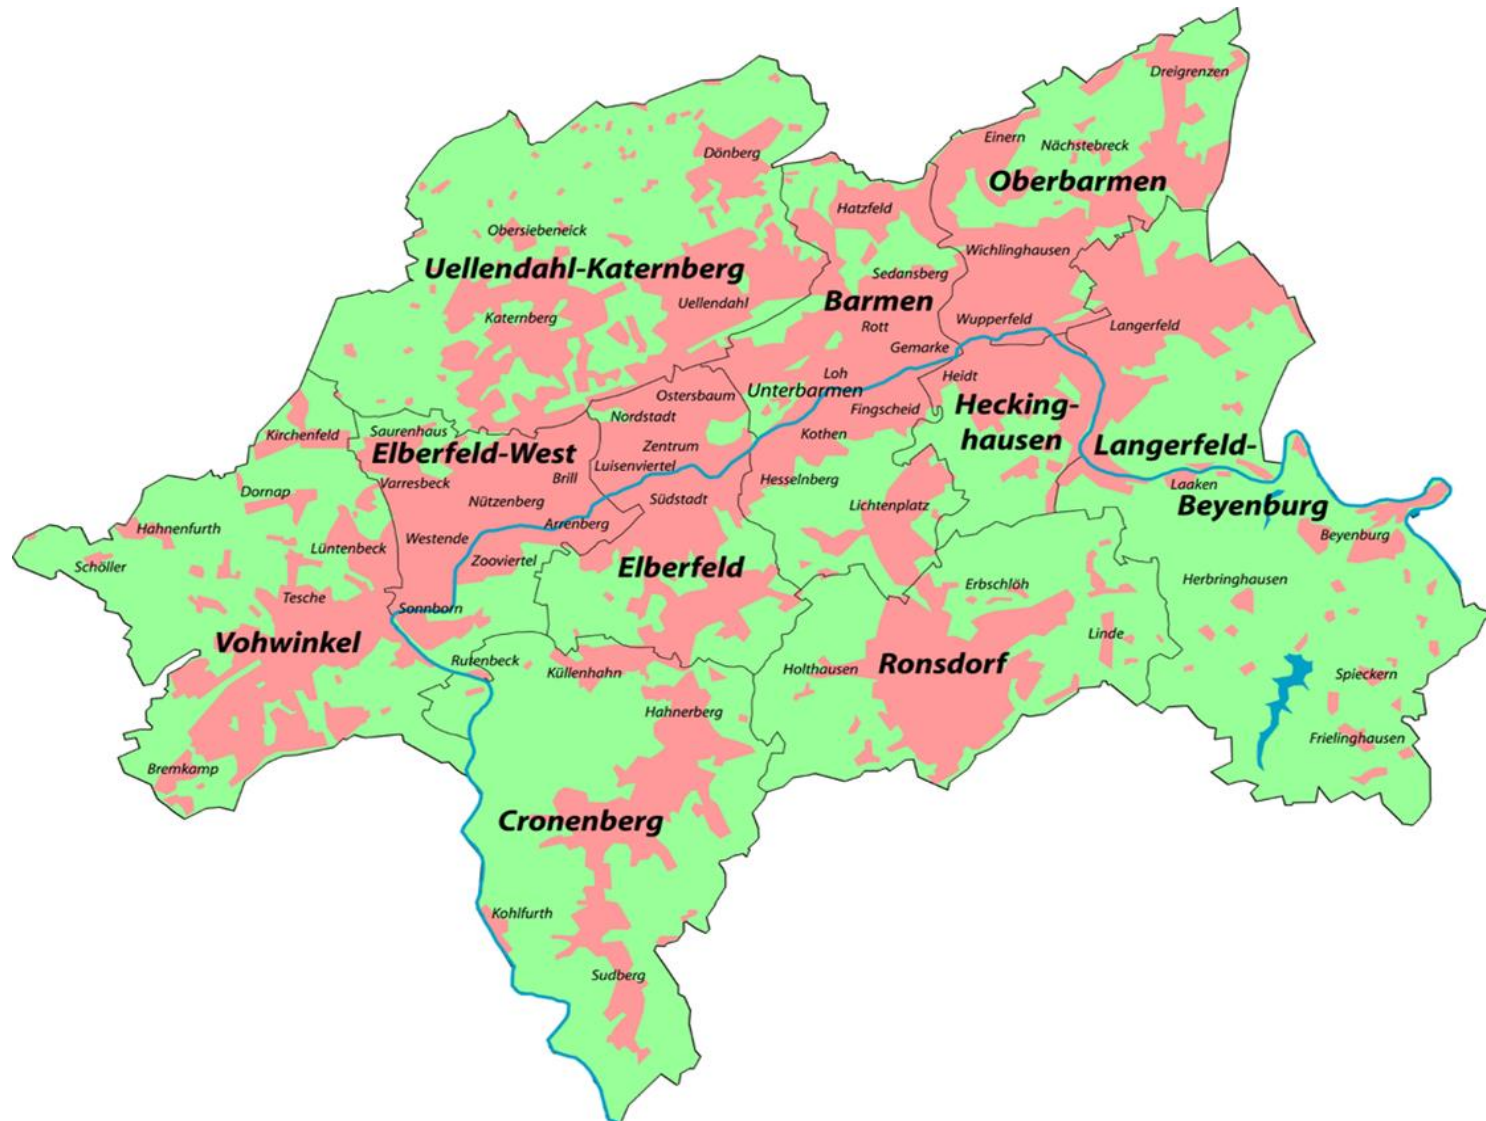 Dreigrenzen
Einern
Nächstebreck
Dönberg
Oberbarmen
Hatzfeld
Obersiebeneick
Wichlinghausen
Uellendahl-Katernberg
Sedansberg
Uellendahl
Barmen
Katernberg
Wupperfeld
Rott
Langerfeld
Gemarke
Loh
Heidt
Unterbarmen
Ostersbaum
Hecking-
hausen
Fingscheid
Nordstadt
Saurenhaus
Kirchenfeld
Kothen
Zentrum
Elberfeld-West
Langerfeld-
Beyenburg
Luisenviertel
Brill
Varresbeck
Hesselnberg
Laaken
Dornap
Nützenberg
Südstadt
Lichtenplatz
Hahnenfurth
Arrenberg
Beyenburg
Westende
Lüntenbeck
Zooviertel
Schöller
Elberfeld
Erbschlöh
Herbringhausen
Tesche
Sonnborn
Linde
Vohwinkel
Rutenbeck
Küllenhahn
Holthausen
Ronsdorf
Spieckern
Hahnerberg
Frielinghausen
Bremkamp
Cronenberg
Kohlfurth
Sudberg